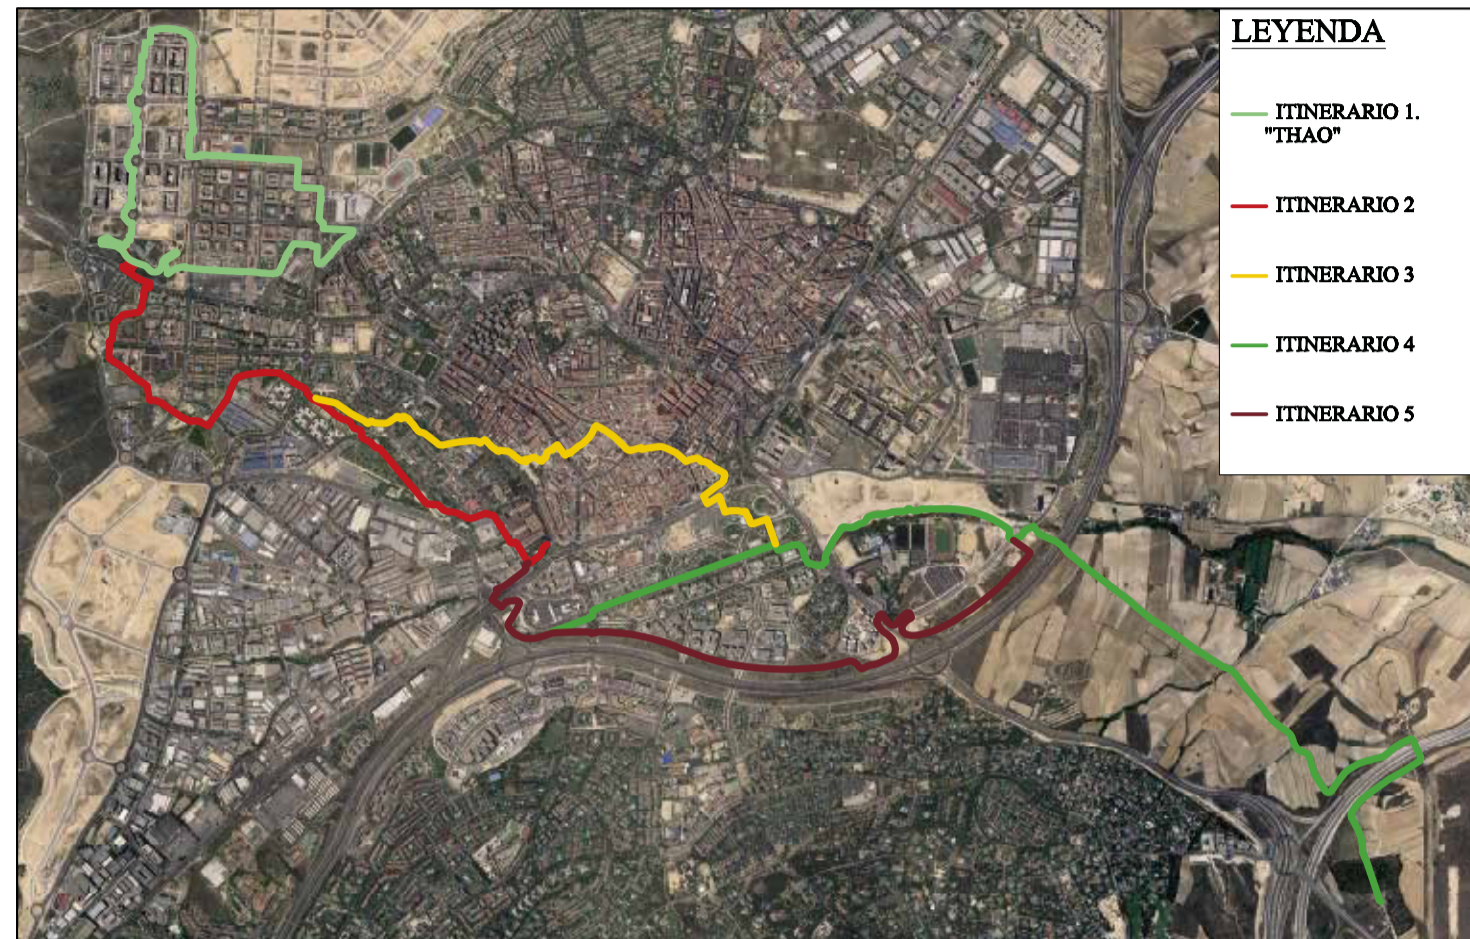 LEYENDA
ITINERARIO 1.
"THAO"
ITINERARIO 2
ITINERARIO 3
ITINERARIO 4
ITINERARIO 5